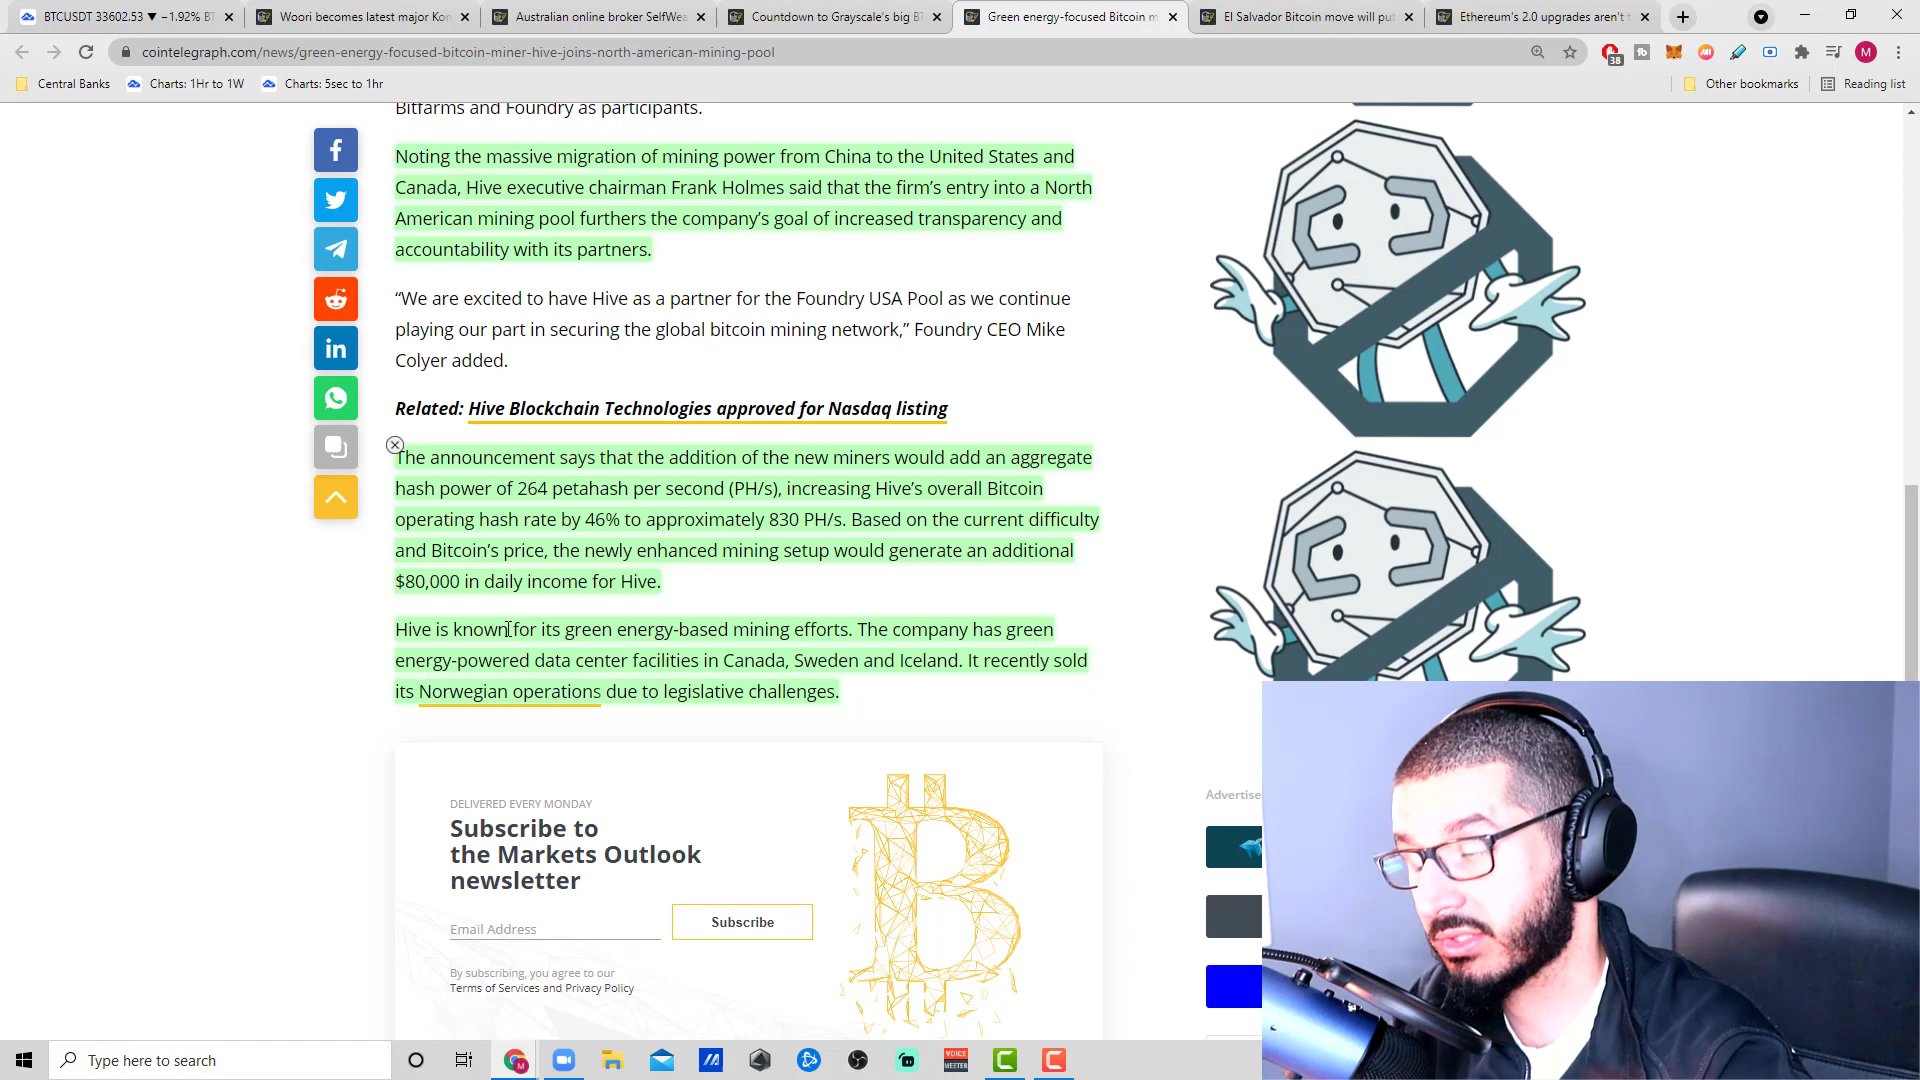 BTCUSDT 33602.53 ▼ −1.92% BT
Woori becomes latest major Kor
Australian online broker SelfWea
Countdown to Grayscale's big BT
Green energy-focused Bitcoin m
El Salvador Bitcoin move will put
Ethereum's 2.0 upgrades aren't t
cointelegraph.com/news/green-energy-focused-bitcoin-miner-hive-joins-north-american-mining-pool
38
tb
M
Central Banks
Charts: 1Hr to 1W
Charts: 5sec to 1hr
Other bookmarks
Reading list
Bitfarms and Foundry as participants.
Noting the massive migration of mining power from China to the United States and
Canada, Hive executive chairman Frank Holmes said that the firm's entry into a North
American mining pool furthers the company's goal of increased transparency and
accountability with its partners.
“We are excited to have Hive as a partner for the Foundry USA Pool as we continue
playing our part in securing the global bitcoin mining network,” Foundry CEO Mike
Colyer added.
Related: Hive Blockchain Technologies approved for Nasdaq listing
The announcement says that the addition of the new miners would add an aggregate
hash power of 264 petahash per second (PH/s), increasing Hive's overall Bitcoin
operating hash rate by 46% to approximately 830 PH/s. Based on the current difficulty
and Bitcoin's price, the newly enhanced mining setup would generate an additional
$80,000 in daily income for Hive.
Hive is known for its green energy-based mining efforts. The company has green
energy-powered data center facilities in Canada, Sweden and Iceland. It recently sold
its Norwegian operations due to legislative challenges.
DELIVERED EVERY MONDAY
Subscribe to
the Markets Outlook
newsletter
Email Address
Subscribe
By subscribing, you agree to our
Terms of Services and Privacy Policy
Advertise
Type here to search
VOICE
MEETER